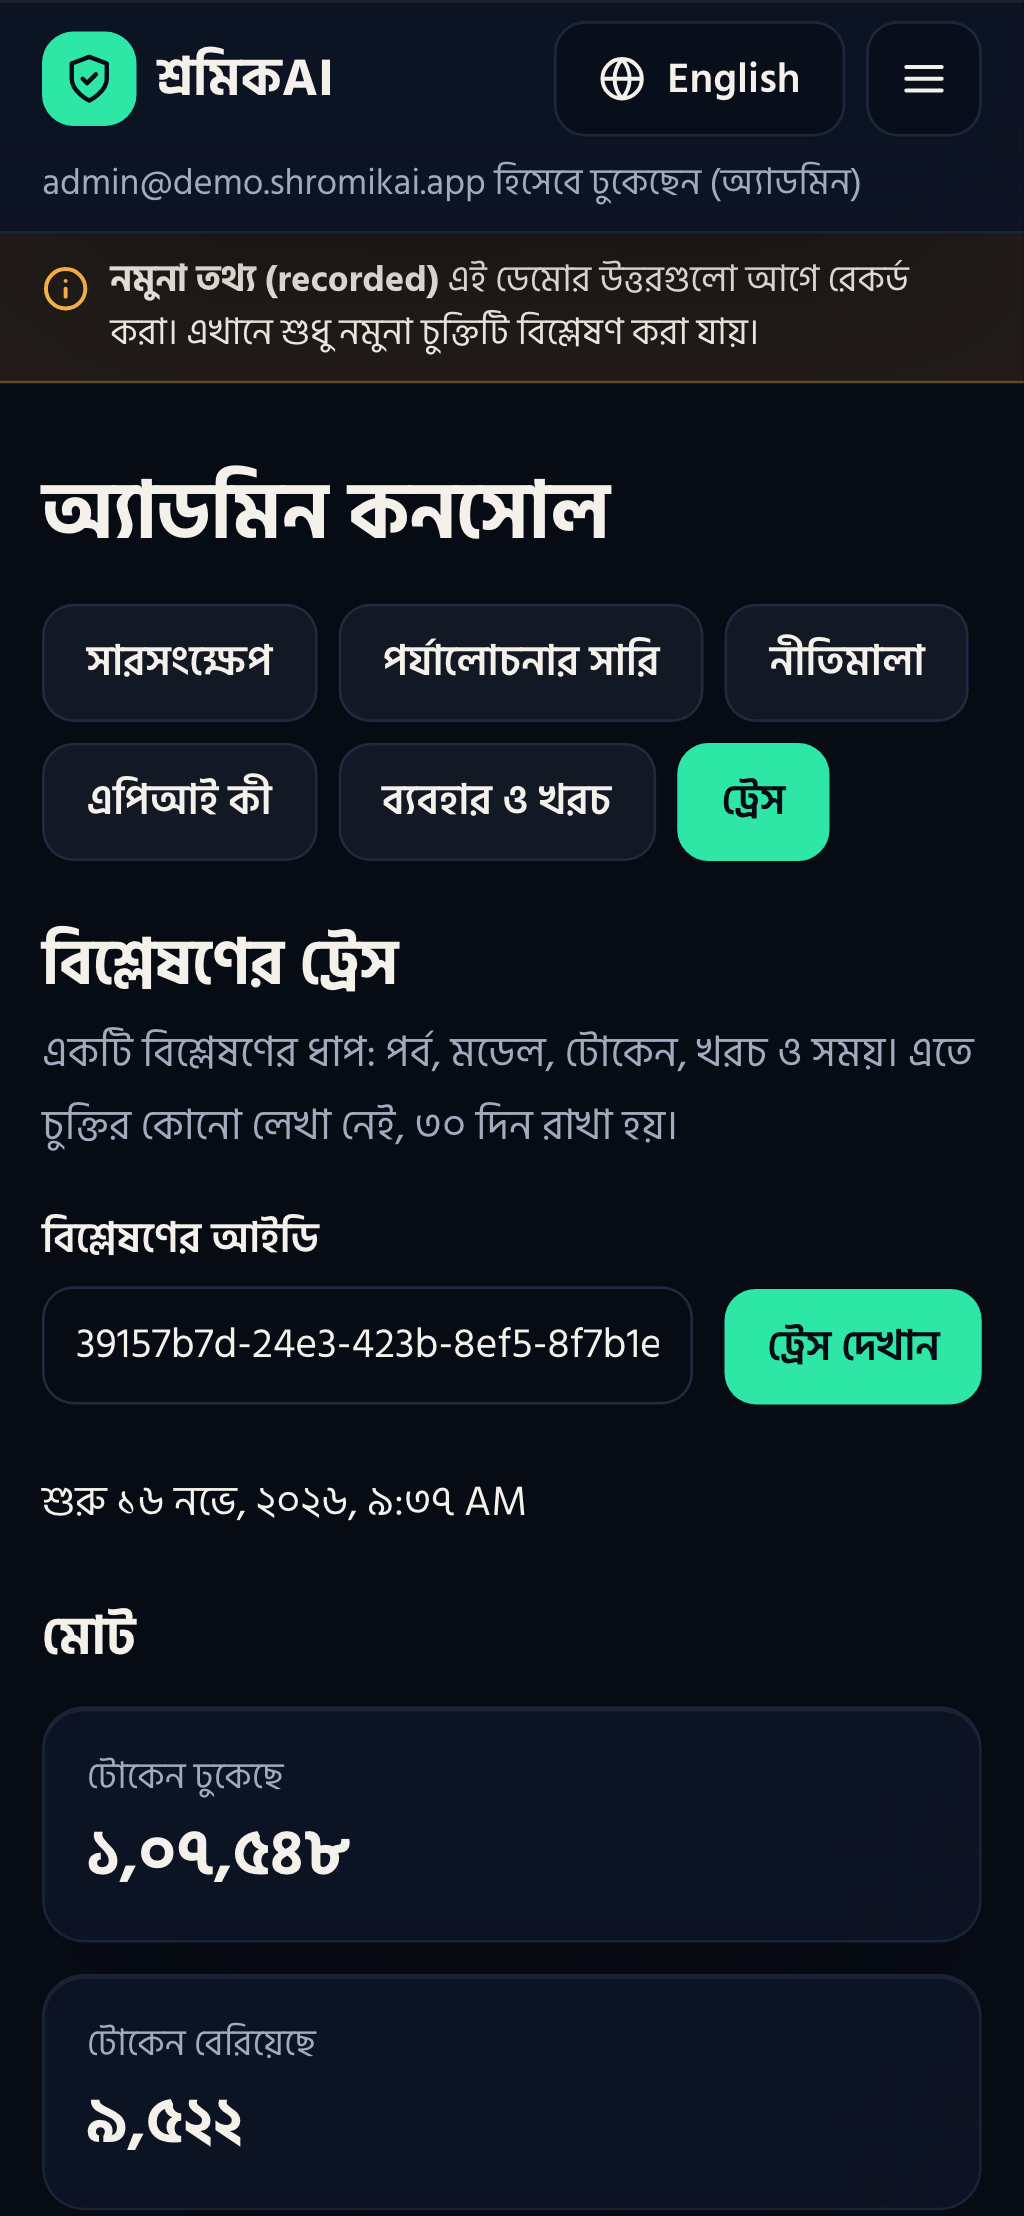 শ্রমিকAI
English
admin@demo.shromikai.app হিসেবে ঢুকেছেন (অ্যাডমিন)
নমুনা তথ্য (recorded) এই ডেমোর উত্তরগুলো আগে রেকর্ড
করা। এখানে শুধু নমুনা চুক্তিটি বিশ্লেষণ করা যায়।
অ্যাডমিন কনসোল
সারসংক্ষেপ
পর্যালোচনার সারি
নীতিমালা
এপিআই কী
ব্যবহার ও খরচ
ট্রেস
বিশ্লেষণের ট্রেস
একটি বিশ্লেষণের ধাপ: পর্ব, মডেল, টোকেন, খরচ ও সময়। এতে
চুক্তির কোনো লেখা নেই, ৩০ দিন রাখা হয়।
বিশ্লেষণের আইডি
39157b7d-24e3-423b-8ef5-8f7b1e
ট্রেস দেখান
শুরু ১৬ নভে, ২০২৬, ৯:৩৭ AM
মোট
টোকেন ঢুকেছে
১,০৭,৫৪৮
টোকেন বেরিয়েছে
৯,৫২২